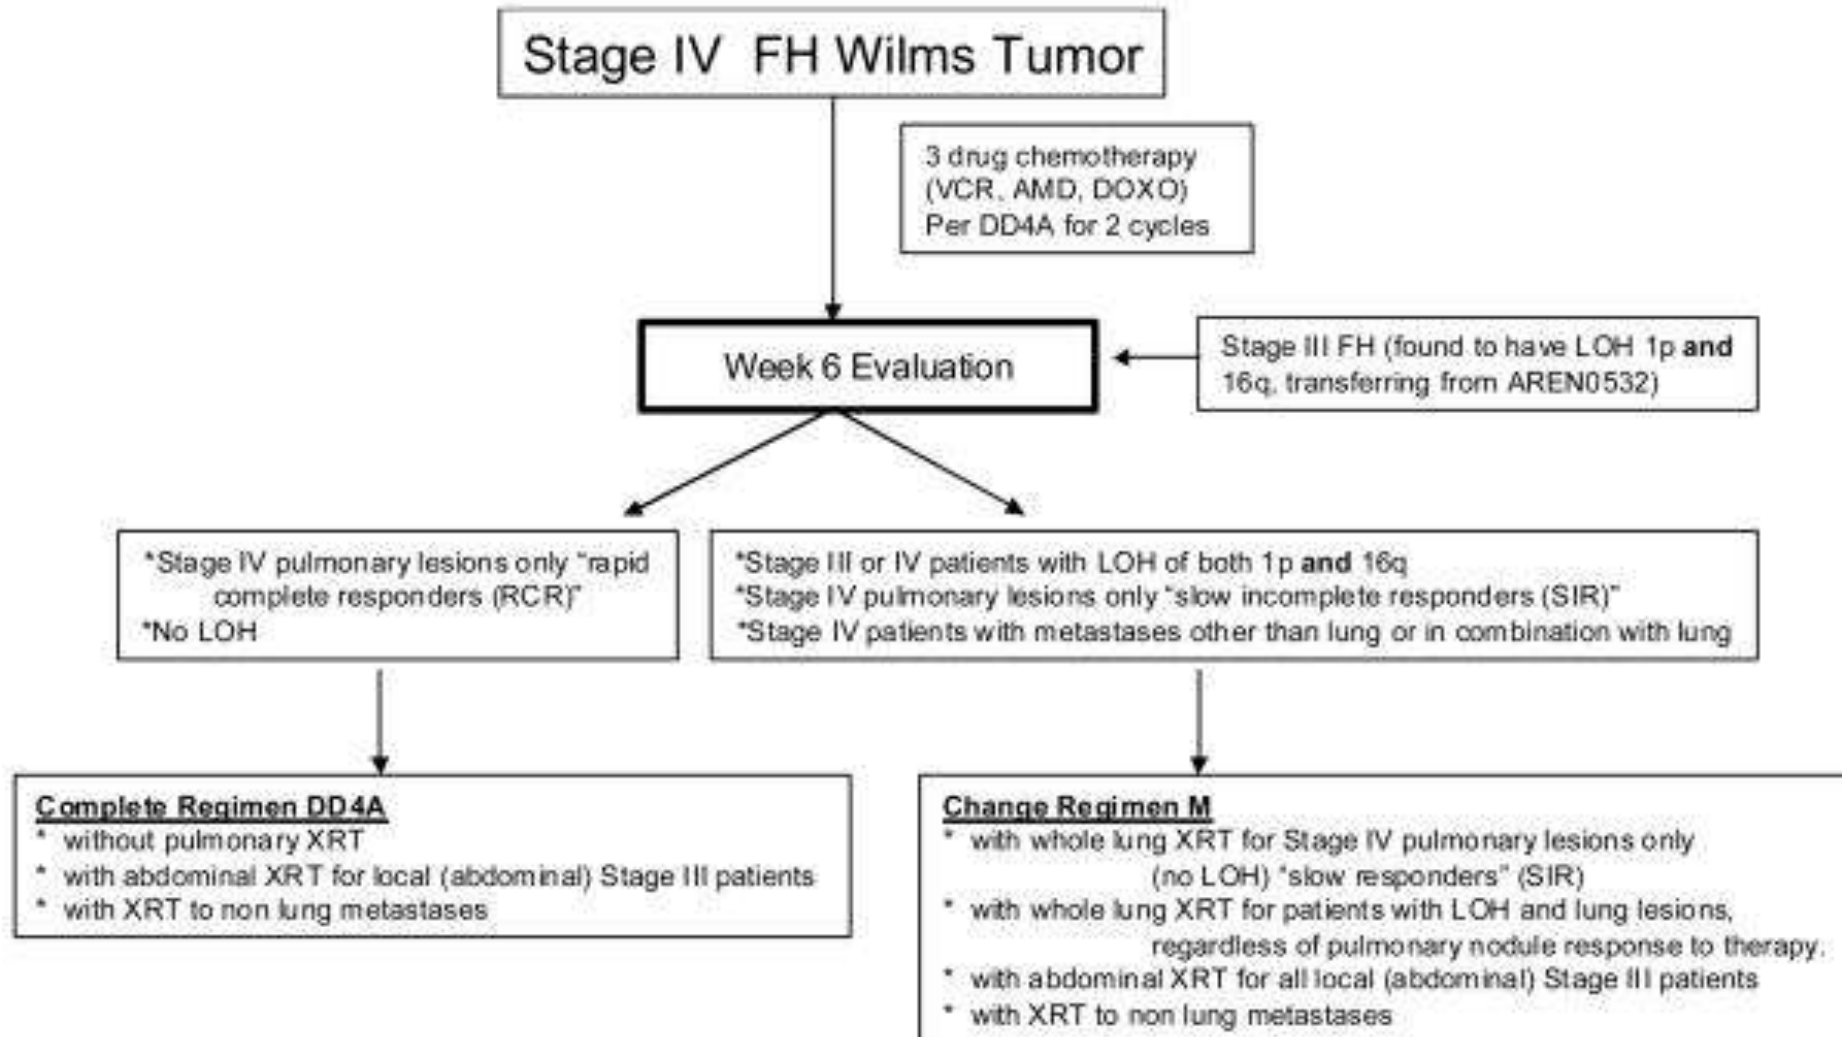 Stage IV FH Wilms Tumor
3 drug chemotherapy
(VCR, AMD, DOXO)
Per DD4A for 2 cycles
Week 6 Evaluation
Stage III FH (found to have LOH 1p and
16q, transferring from AREN0532)
*Stage IV pulmonary lesions only "rapid
complete responders (RCR)"
*No LOH
*Stage III or IV patients with LOH of both 1p and 16q
*Stage IV pulmonary lesions only "slow incomplete responders (SIR)"
*Stage IV patients with metastases other than lung or in combination with lung
Complete Regimen DD4A
* without pulmonary XRT
* with abdominal XRT for local (abdominal) Stage III patients
* with XRT to non lung metastases
Change Regimen M
* with whole lung XRT for Stage IV pulmonary lesions only
(no LOH) "slow responders" (SIR)
* with whole lung XRT for patients with LOH and lung lesions,
regardless of pulmonary nodule response to therapy.
* with abdominal XRT for all local (abdominal) Stage III patients
* with XRT to non lung metastases